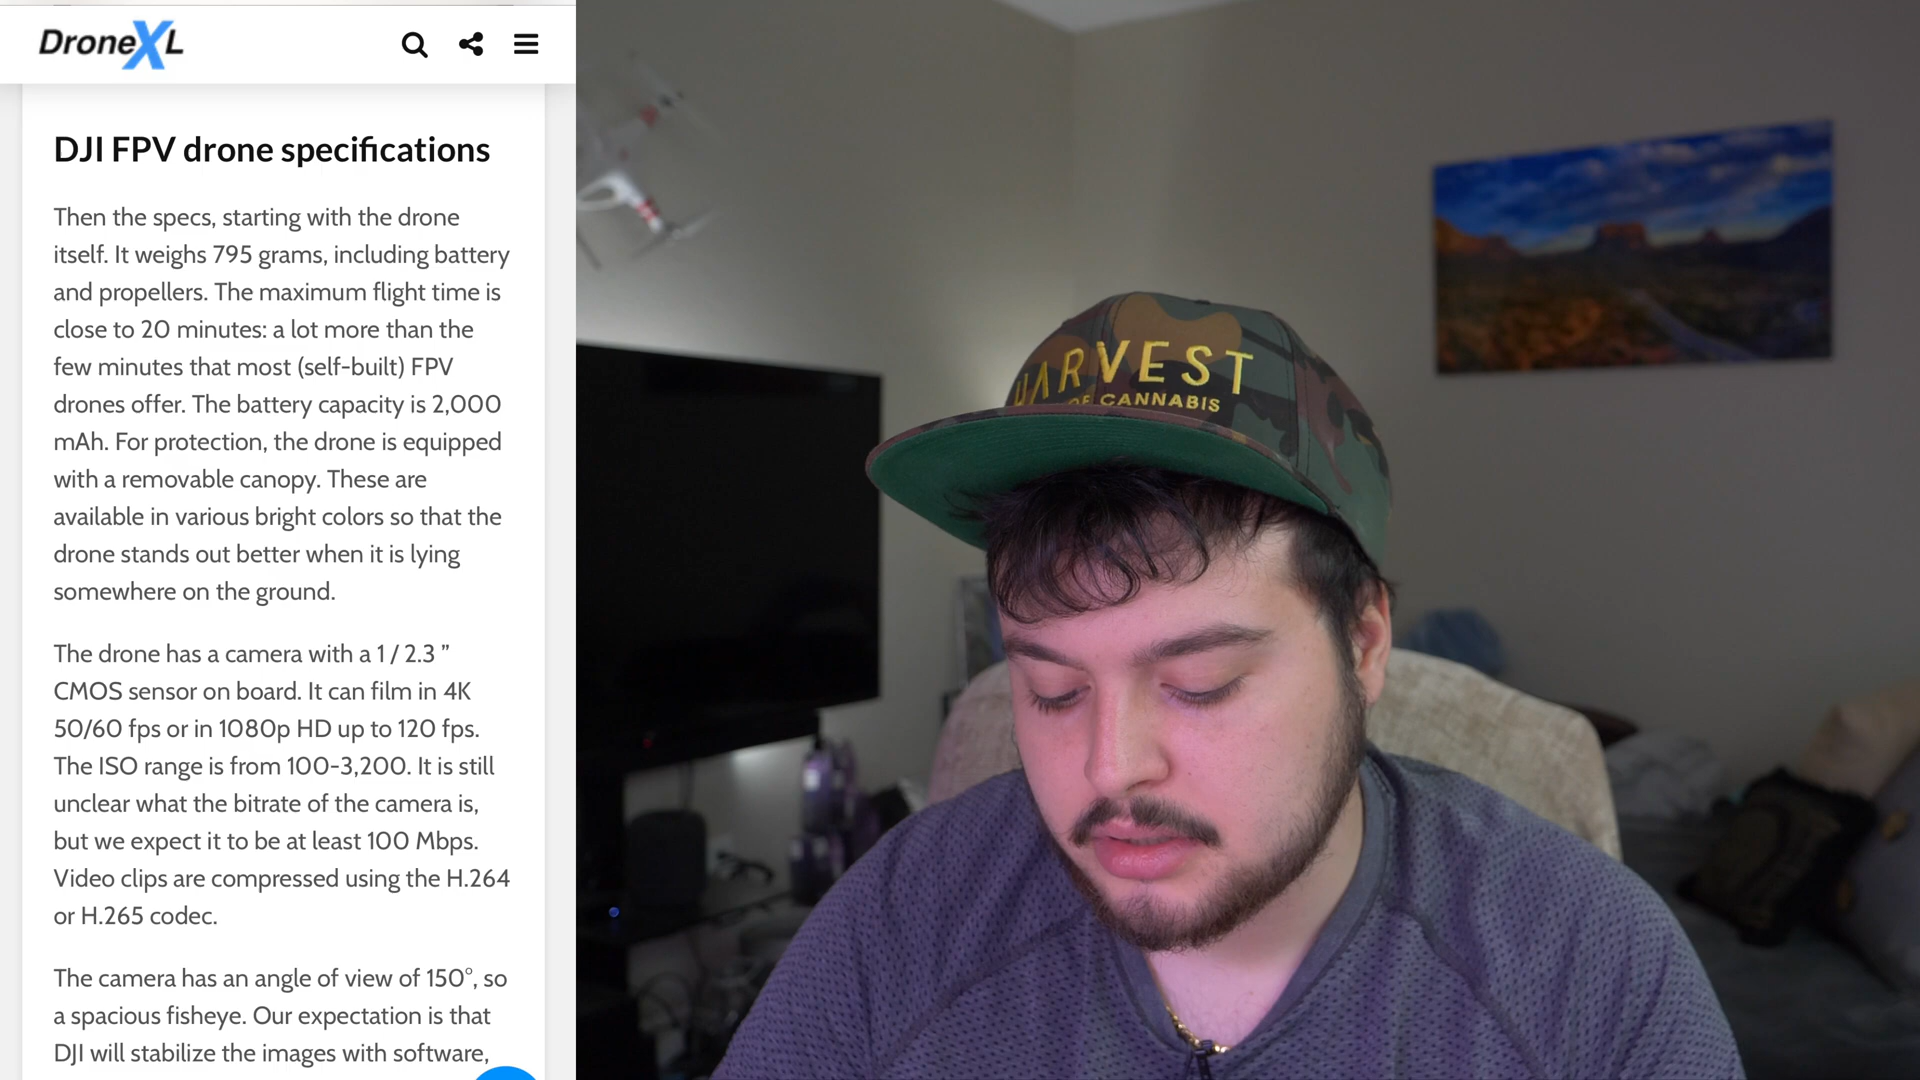 DroneXL
DJI FPV drone specifications
Then the specs, starting with the drone
itself. It weighs 795 grams, including battery
and propellers. The maximum flight time is
close to 20 minutes: a lot more than the
few minutes that most (self-built) FPV
drones offer. The battery capacity is 2,000
mAh. For protection, the drone is equipped
with a removable canopy. These are
available in various bright colors so that the
drone stands out better when it is lying
somewhere on the ground.
The drone has a camera with a 1 / 2.3 ”
CMOS sensor on board. It can film in 4K
50/60 fps or in 1080p HD up to 120 fps.
The ISO range is from 100-3,200. It is still
unclear what the bitrate of the camera is,
but we expect it to be at least 100 Mbps.
Video clips are compressed using the H.264
or H.265 codec.
The camera has an angle of view of 150°, so
a spacious fisheye. Our expectation is that
DJI will stabilize the images with software,
HARVEST
OF CANNABIS